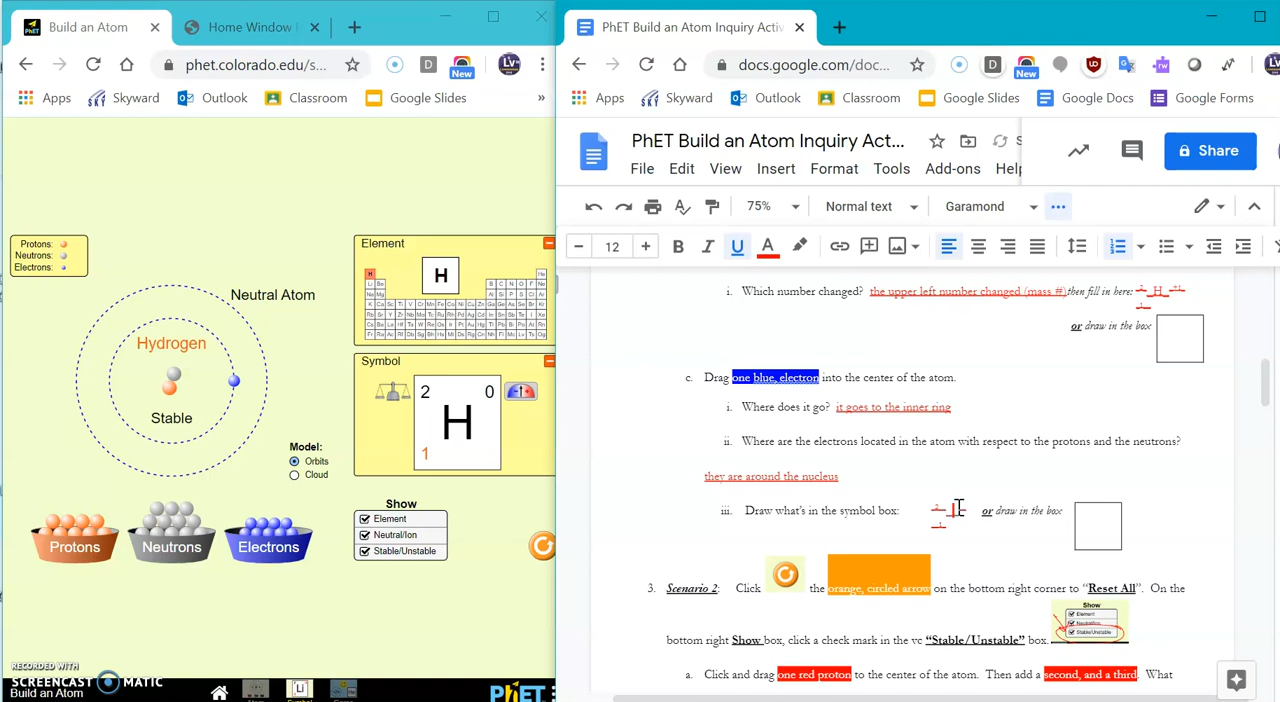 Build an Atom
Home Window
PhET Build an Atom Inquiry Activ
phet.colorado.edu/s...
New
docs.google.com/doc...
New
Apps
Skyward
Outlook
Classroom
Google Slides
»
Apps
Skyward
Outlook
Classroom
Google Slides
Google Docs
Google Forms
PhET Build an Atom Inquiry Act...
Share
File Edit View Insert Format Tools Add-ons Help
75%
Normal text
Garamond
12
B I U A
Protons:
Neutrons:
Electrons:
Element
H
Neutral Atom
Hydrogen
Stable
Symbol
2 0
H
1
Model:
Orbits
Cloud
Protons
Neutrons
Electrons
Show
Element
Neutral/Ion
Stable/Unstable
RECORDED WITH
SCREENCAST MATIC
Build an Atom
PhET
i. Which number changed? the upper left number changed (mass #) then fill in here: 2 H +1
1
or draw in the box
c. Drag one blue, electron into the center of the atom.
i. Where does it go? it goes to the inner ring
ii. Where are the electrons located in the atom with respect to the protons and the neutrons?
they are around the nucleus
iii. Draw what's in the symbol box: 2 or draw in the box
1
3. Scenario 2: Click the orange, circled arrow on the bottom right corner to “Reset All”. On the
Show
Element
Neutral/Ion
Stable/Unstable
bottom right Show box, click a check mark in the vc “Stable/Unstable” box.
a. Click and drag one red proton to the center of the atom. Then add a second, and a third. What